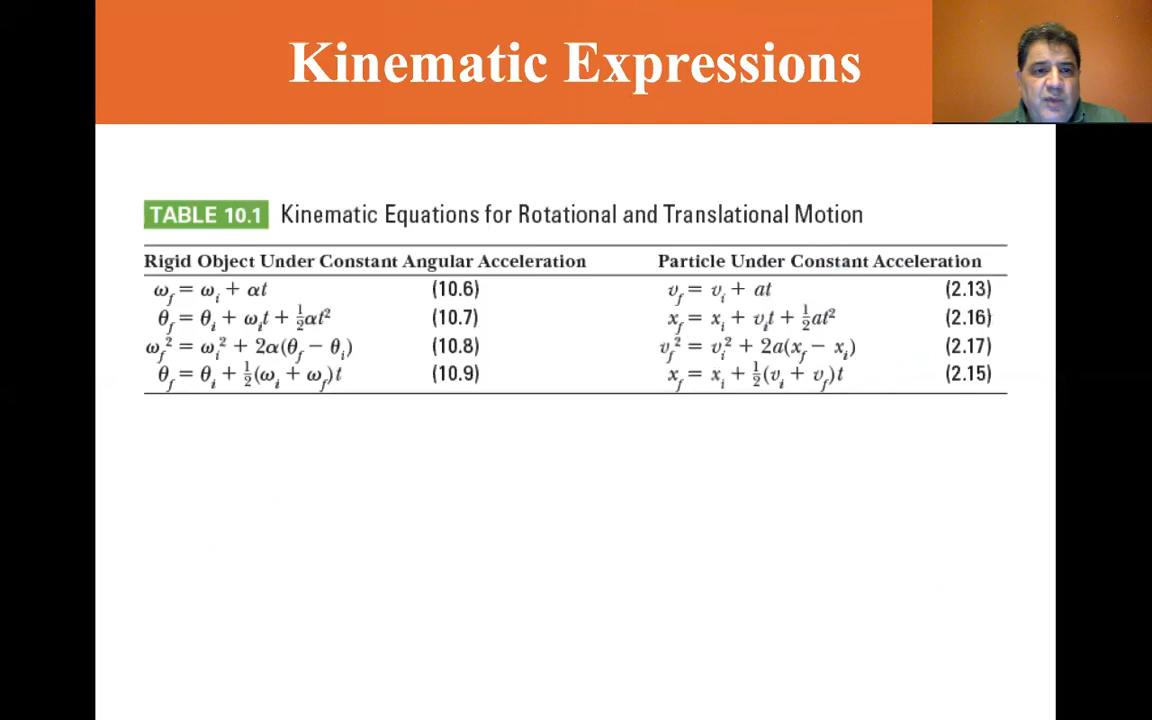 Kinematic Expressions
TABLE 10.1 Kinematic Equations for Rotational and Translational Motion
Rigid Object Under Constant Angular Acceleration Particle Under Constant Acceleration
ω_f = ω_i + αt (10.6) v_f = v_i + at (2.13)
θ_f = θ_i + ω_i t + ½αt² (10.7) x_f = x_i + v_i t + ½at² (2.16)
ω_f² = ω_i² + 2α(θ_f − θ_i) (10.8) v_f² = v_i² + 2a(x_f − x_i) (2.17)
θ_f = θ_i + ½(ω_i + ω_f)t (10.9) x_f = x_i + ½(v_i + v_f)t (2.15)